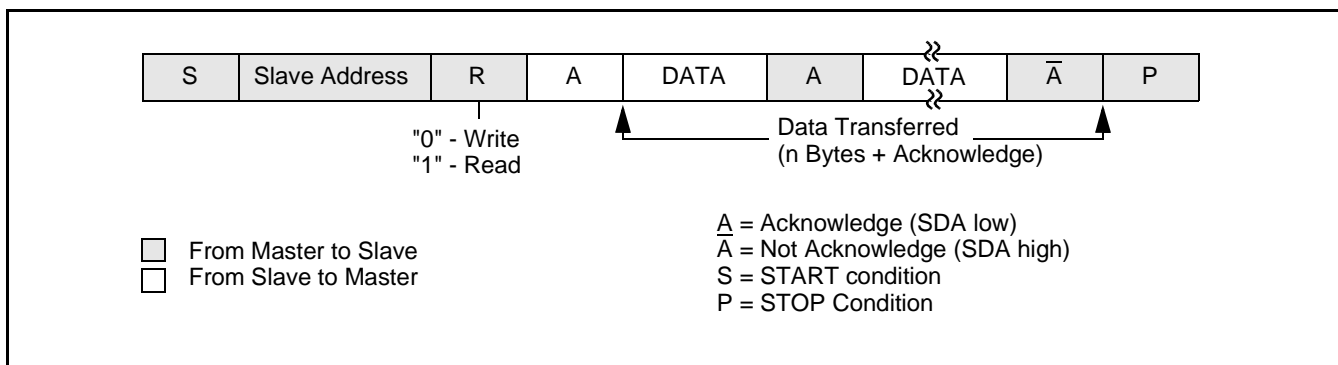 S Slave Address R A DATA A DATA A̅ P
"0" - Write
"1" - Read
Data Transferred
(n Bytes + Acknowledge)
From Master to Slave
From Slave to Master
A = Acknowledge (SDA low)
A̅ = Not Acknowledge (SDA high)
S = START condition
P = STOP Condition